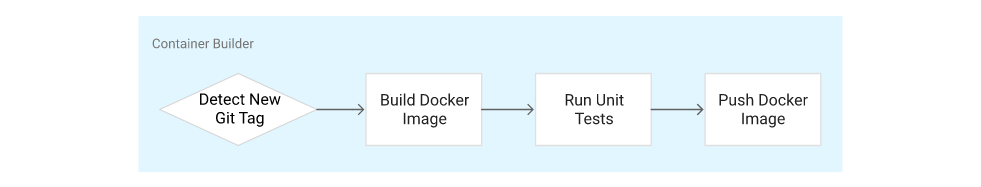 Container Builder
Detect New
Git Tag
Build Docker
Image
Run Unit
Tests
Push Docker
Image